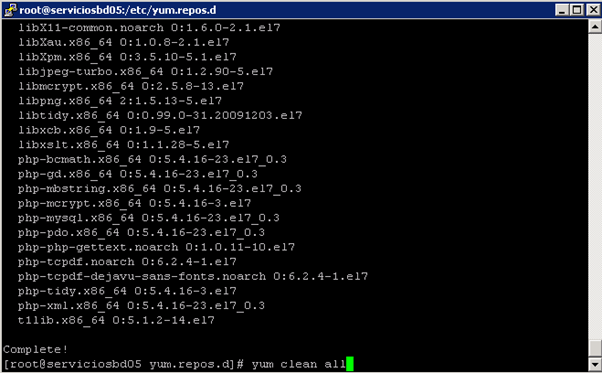 root@serviciosbd05:/etc/yum.repos.d
libX11-common.noarch 0:1.6.0-2.1.el7
libXau.x86_64 0:1.0.8-2.1.el7
libXpm.x86_64 0:3.5.10-5.1.el7
libjpeg-turbo.x86_64 0:1.2.90-5.el7
libmcrypt.x86_64 0:2.5.8-13.el7
libpng.x86_64 2:1.5.13-5.el7
libtidy.x86_64 0:0.99.0-31.20091203.el7
libxcb.x86_64 0:1.9-5.el7
libxslt.x86_64 0:1.1.28-5.el7
php-bcmath.x86_64 0:5.4.16-23.el7_0.3
php-gd.x86_64 0:5.4.16-23.el7_0.3
php-mbstring.x86_64 0:5.4.16-23.el7_0.3
php-mcrypt.x86_64 0:5.4.16-3.el7
php-mysql.x86_64 0:5.4.16-23.el7_0.3
php-pdo.x86_64 0:5.4.16-23.el7_0.3
php-php-gettext.noarch 0:1.0.11-10.el7
php-tcpdf.noarch 0:6.2.4-1.el7
php-tcpdf-dejavu-sans-fonts.noarch 0:6.2.4-1.el7
php-tidy.x86_64 0:5.4.16-3.el7
php-xml.x86_64 0:5.4.16-23.el7_0.3
t1lib.x86_64 0:5.1.2-14.el7
Complete!
[root@serviciosbd05 yum.repos.d]# yum clean all